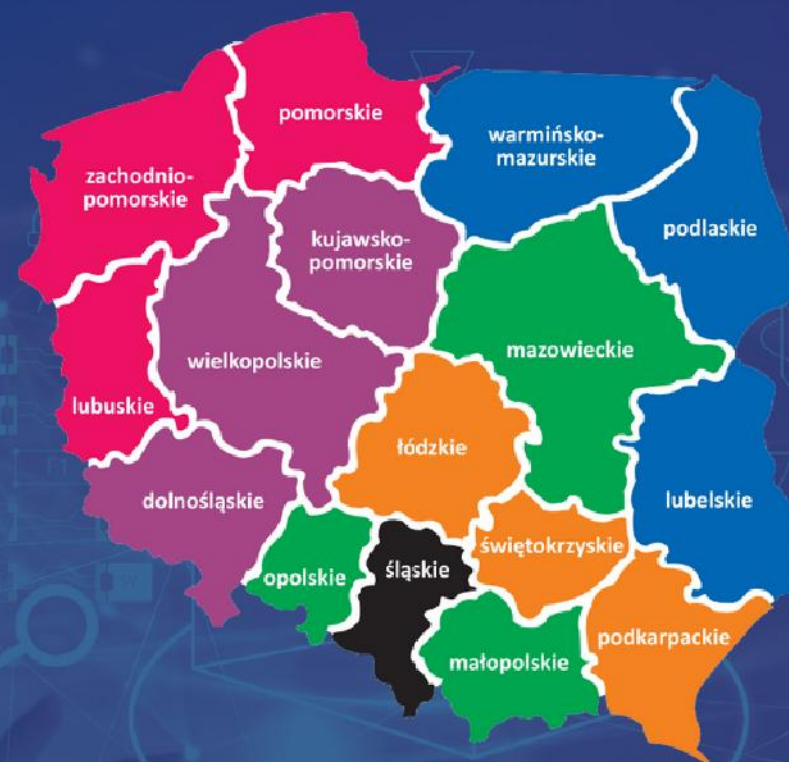 pomorskie
warmińsko-
mazurskie
zachodnio-
pomorskie
podlaskie
kujawsko-
pomorskie
mazowieckie
wielkopolskie
lubuskie
łódzkie
dolnośląskie
lubelskie
świętokrzyskie
opolskie
śląskie
podkarpackie
małopolskie